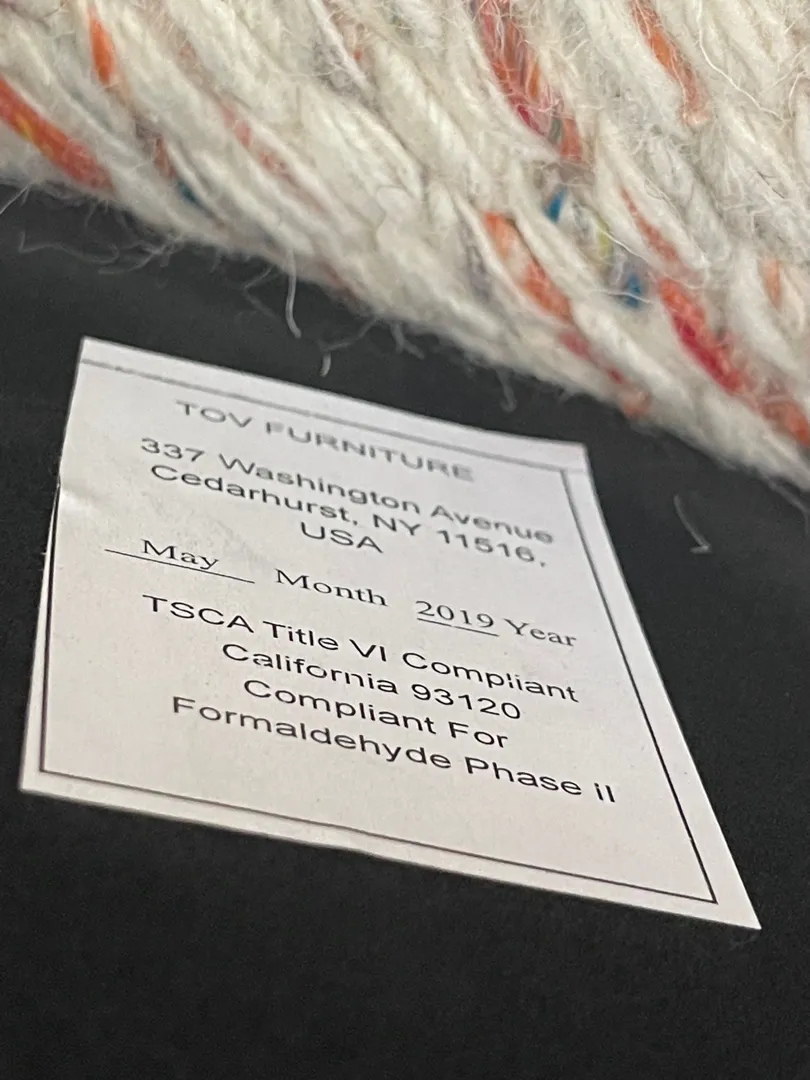 TOV FURNITURE
337 Washington Avenue
Cedarhurst, NY 11516,
USA
May Month 2019 Year
TSCA Title VI Compliant
California 93120
Compliant For
Formaldehyde Phase iI